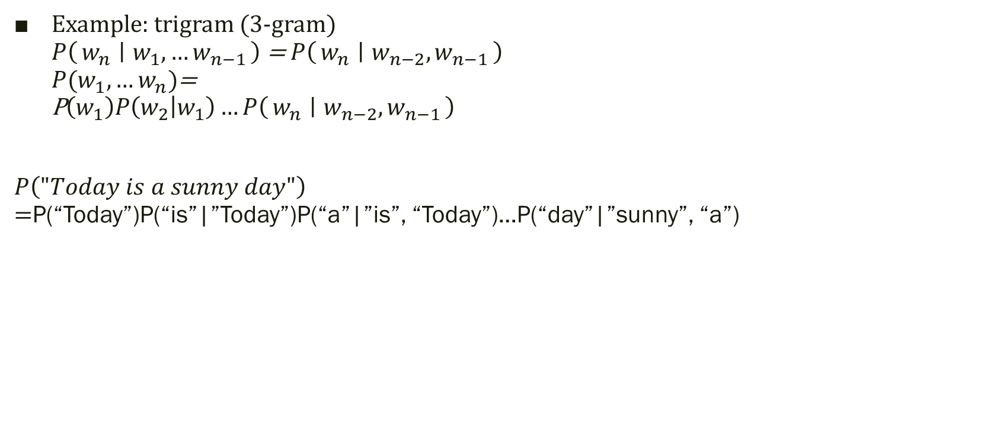 ■ Example: trigram (3-gram)
P( wₙ | w₁, … wₙ₋₁ ) = P( wₙ | wₙ₋₂, wₙ₋₁ )
P(w₁, … wₙ)=
P(w₁)P(w₂|w₁) … P( wₙ | wₙ₋₂, wₙ₋₁ )
P("Today is a sunny day")
=P(“Today”)P(“is”|”Today”)P(“a”|”is”, “Today”)…P(“day”|”sunny”, “a”)